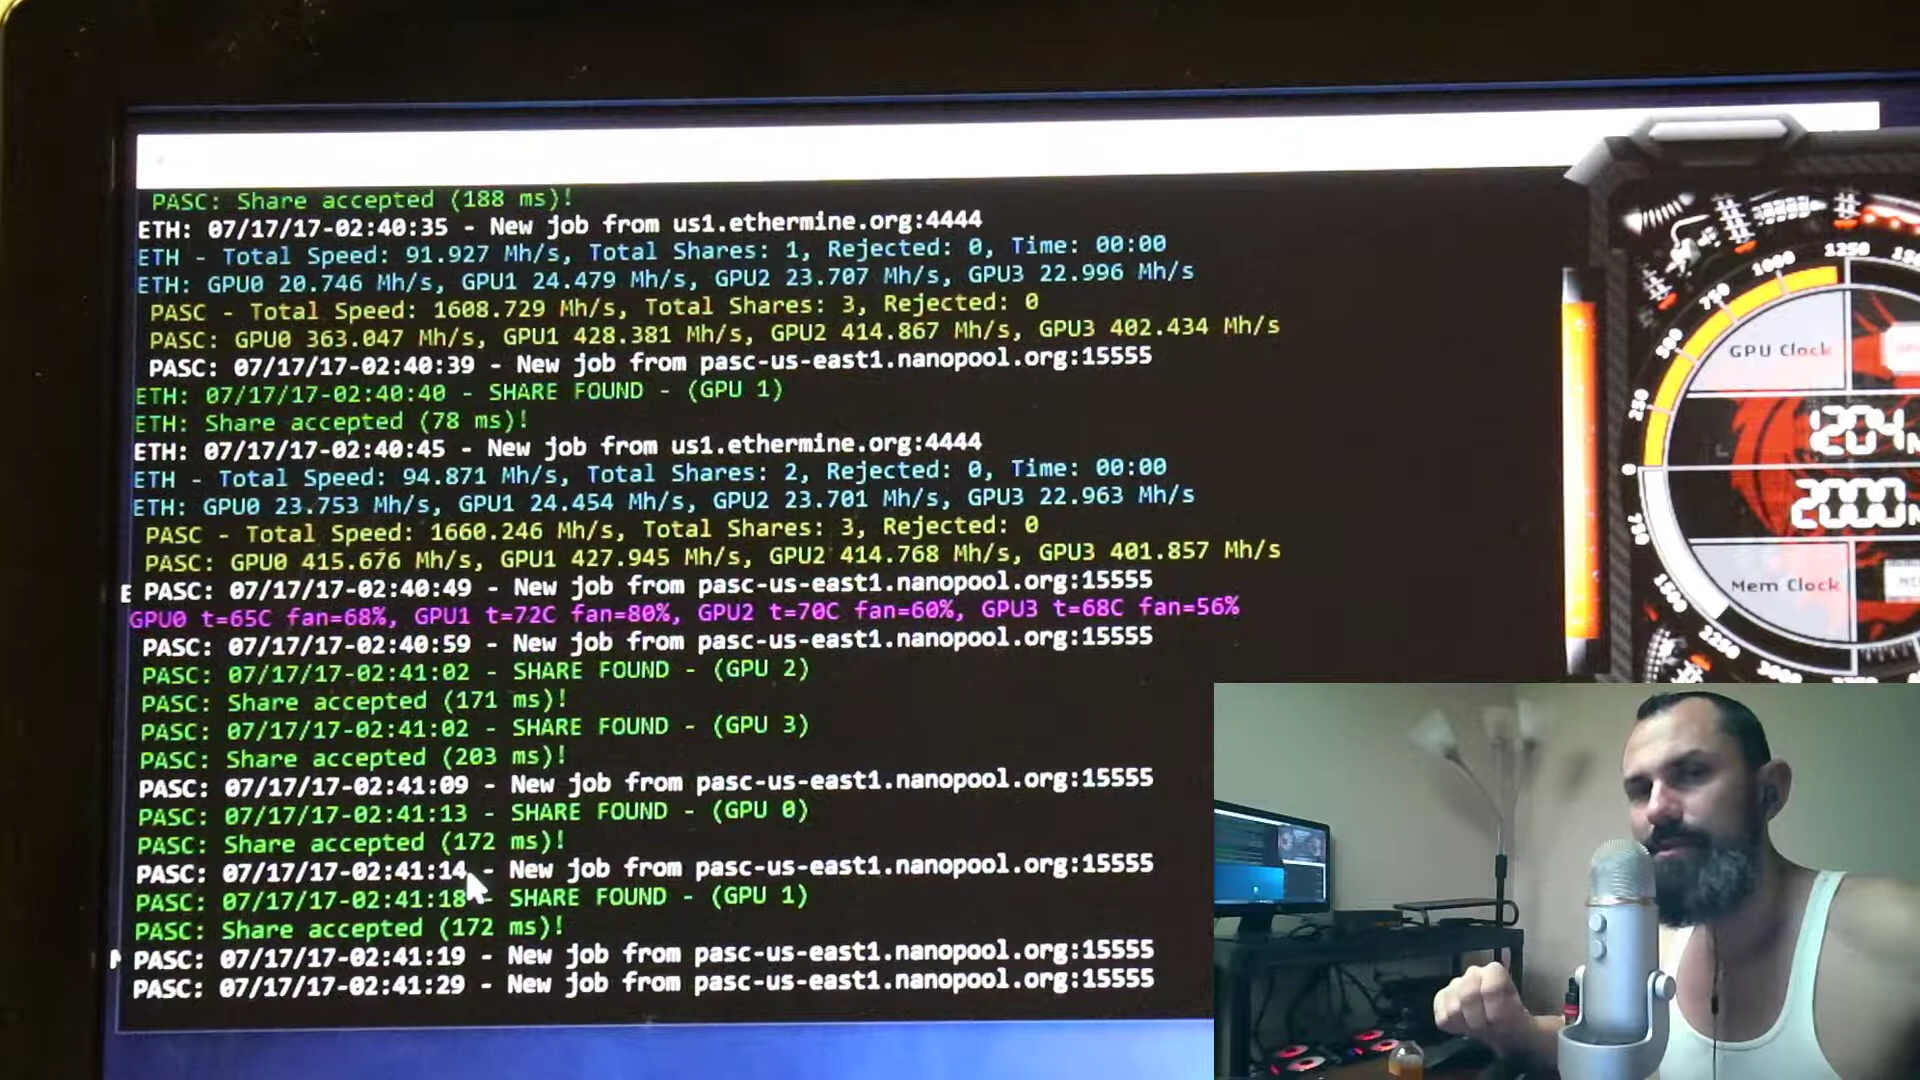 PASC: Share accepted (188 ms)!
ETH: 07/17/17-02:40:35 - New job from us1.ethermine.org:4444
ETH - Total Speed: 91.927 Mh/s, Total Shares: 1, Rejected: 0, Time: 00:00
ETH: GPU0 20.746 Mh/s, GPU1 24.479 Mh/s, GPU2 23.707 Mh/s, GPU3 22.996 Mh/s
PASC - Total Speed: 1608.729 Mh/s, Total Shares: 3, Rejected: 0
PASC: GPU0 363.047 Mh/s, GPU1 428.381 Mh/s, GPU2 414.867 Mh/s, GPU3 402.434 Mh/s
PASC: 07/17/17-02:40:39 - New job from pasc-us-east1.nanopool.org:15555
ETH: 07/17/17-02:40:40 - SHARE FOUND - (GPU 1)
ETH: Share accepted (78 ms)!
ETH: 07/17/17-02:40:45 - New job from us1.ethermine.org:4444
ETH - Total Speed: 94.871 Mh/s, Total Shares: 2, Rejected: 0, Time: 00:00
ETH: GPU0 23.753 Mh/s, GPU1 24.454 Mh/s, GPU2 23.701 Mh/s, GPU3 22.963 Mh/s
PASC - Total Speed: 1660.246 Mh/s, Total Shares: 3, Rejected: 0
PASC: GPU0 415.676 Mh/s, GPU1 427.945 Mh/s, GPU2 414.768 Mh/s, GPU3 401.857 Mh/s
PASC: 07/17/17-02:40:49 - New job from pasc-us-east1.nanopool.org:15555
GPU0 t=65C fan=68%, GPU1 t=72C fan=80%, GPU2 t=70C fan=60%, GPU3 t=68C fan=56%
PASC: 07/17/17-02:40:59 - New job from pasc-us-east1.nanopool.org:15555
PASC: 07/17/17-02:41:02 - SHARE FOUND - (GPU 2)
PASC: Share accepted (171 ms)!
PASC: 07/17/17-02:41:02 - SHARE FOUND - (GPU 3)
PASC: Share accepted (203 ms)!
PASC: 07/17/17-02:41:09 - New job from pasc-us-east1.nanopool.org:15555
PASC: 07/17/17-02:41:13 - SHARE FOUND - (GPU 0)
PASC: Share accepted (172 ms)!
PASC: 07/17/17-02:41:14 - New job from pasc-us-east1.nanopool.org:15555
PASC: 07/17/17-02:41:18 - SHARE FOUND - (GPU 1)
PASC: Share accepted (172 ms)!
PASC: 07/17/17-02:41:19 - New job from pasc-us-east1.nanopool.org:15555
PASC: 07/17/17-02:41:29 - New job from pasc-us-east1.nanopool.org:15555
0
250
500
750
1000
1250
GPU Clock
1204
2000
Mem Clock